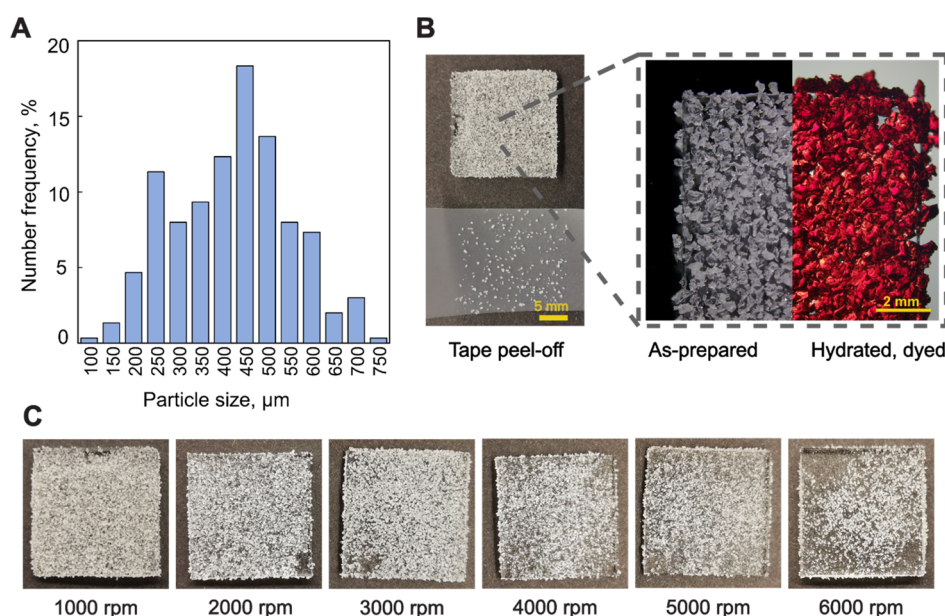 A
20
15
10
5
0
Number frequency, %
100 150 200 250 300 350 400 450 500 550 600 650 700 750
Particle size, µm
B
5 mm
2 mm
Tape peel-off As-prepared Hydrated, dyed
C
1000 rpm 2000 rpm 3000 rpm 4000 rpm 5000 rpm 6000 rpm